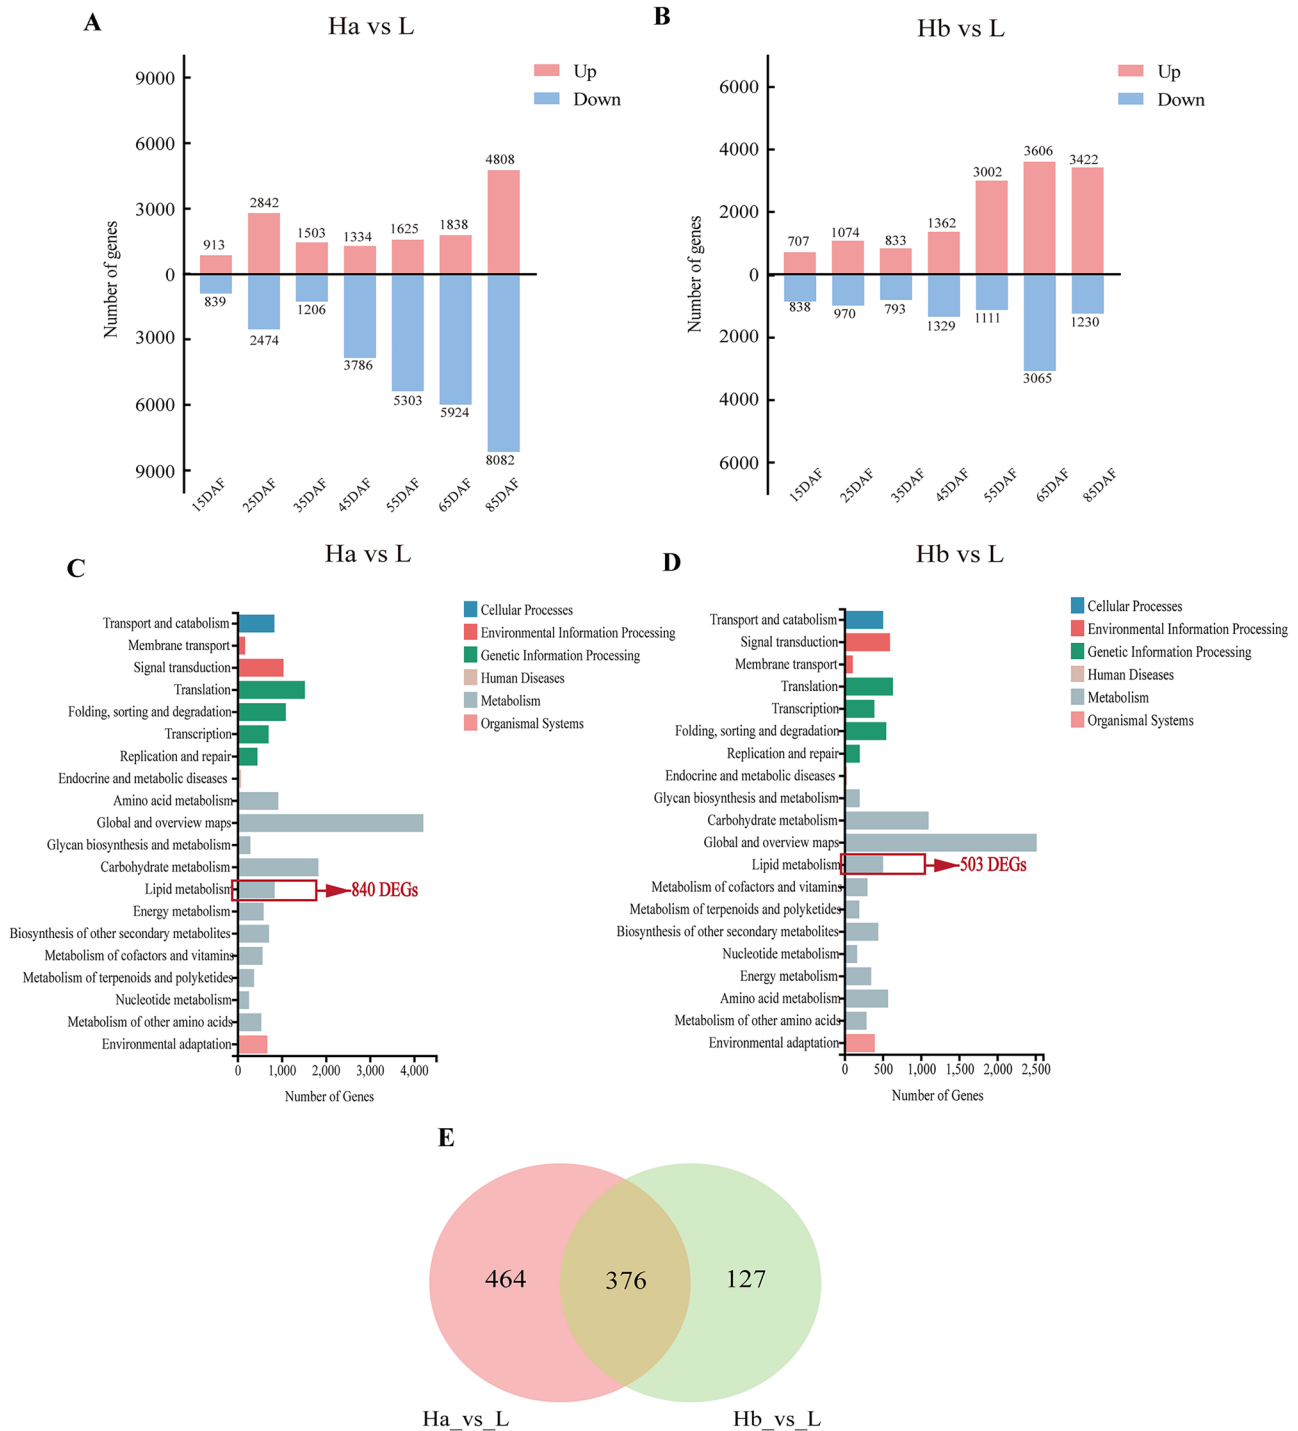 A
Ha vs L
Up
Down
Number of genes
9000
6000
3000
0
3000
6000
9000
913
2842
1503
1334
1625
1838
4808
839
2474
1206
3786
5303
5924
8082
15DAF
25DAF
35DAF
45DAF
55DAF
65DAF
85DAF
B
Hb vs L
Up
Down
Number of genes
6000
4000
2000
0
2000
4000
6000
707
1074
833
1362
3002
3606
3422
838
970
793
1329
1111
3065
1230
15DAF
25DAF
35DAF
45DAF
55DAF
65DAF
85DAF
C
Ha vs L
Transport and catabolism
Membrane transport
Signal transduction
Translation
Folding, sorting and degradation
Transcription
Replication and repair
Endocrine and metabolic diseases
Amino acid metabolism
Global and overview maps
Glycan biosynthesis and metabolism
Carbohydrate metabolism
Lipid metabolism
840 DEGs
Energy metabolism
Biosynthesis of other secondary metabolites
Metabolism of cofactors and vitamins
Metabolism of terpenoids and polyketides
Nucleotide metabolism
Metabolism of other amino acids
Environmental adaptation
0
1,000
2,000
3,000
4,000
Number of Genes
Cellular Processes
Environmental Information Processing
Genetic Information Processing
Human Diseases
Metabolism
Organismal Systems
D
Hb vs L
Transport and catabolism
Signal transduction
Membrane transport
Translation
Transcription
Folding, sorting and degradation
Replication and repair
Endocrine and metabolic diseases
Glycan biosynthesis and metabolism
Carbohydrate metabolism
Global and overview maps
Lipid metabolism
503 DEGs
Metabolism of cofactors and vitamins
Metabolism of terpenoids and polyketides
Biosynthesis of other secondary metabolites
Nucleotide metabolism
Energy metabolism
Amino acid metabolism
Metabolism of other amino acids
Environmental adaptation
0
500
1,000
1,500
2,000
2,500
Number of Genes
Cellular Processes
Environmental Information Processing
Genetic Information Processing
Human Diseases
Metabolism
Organismal Systems
E
464
376
127
Ha_vs_L
Hb_vs_L